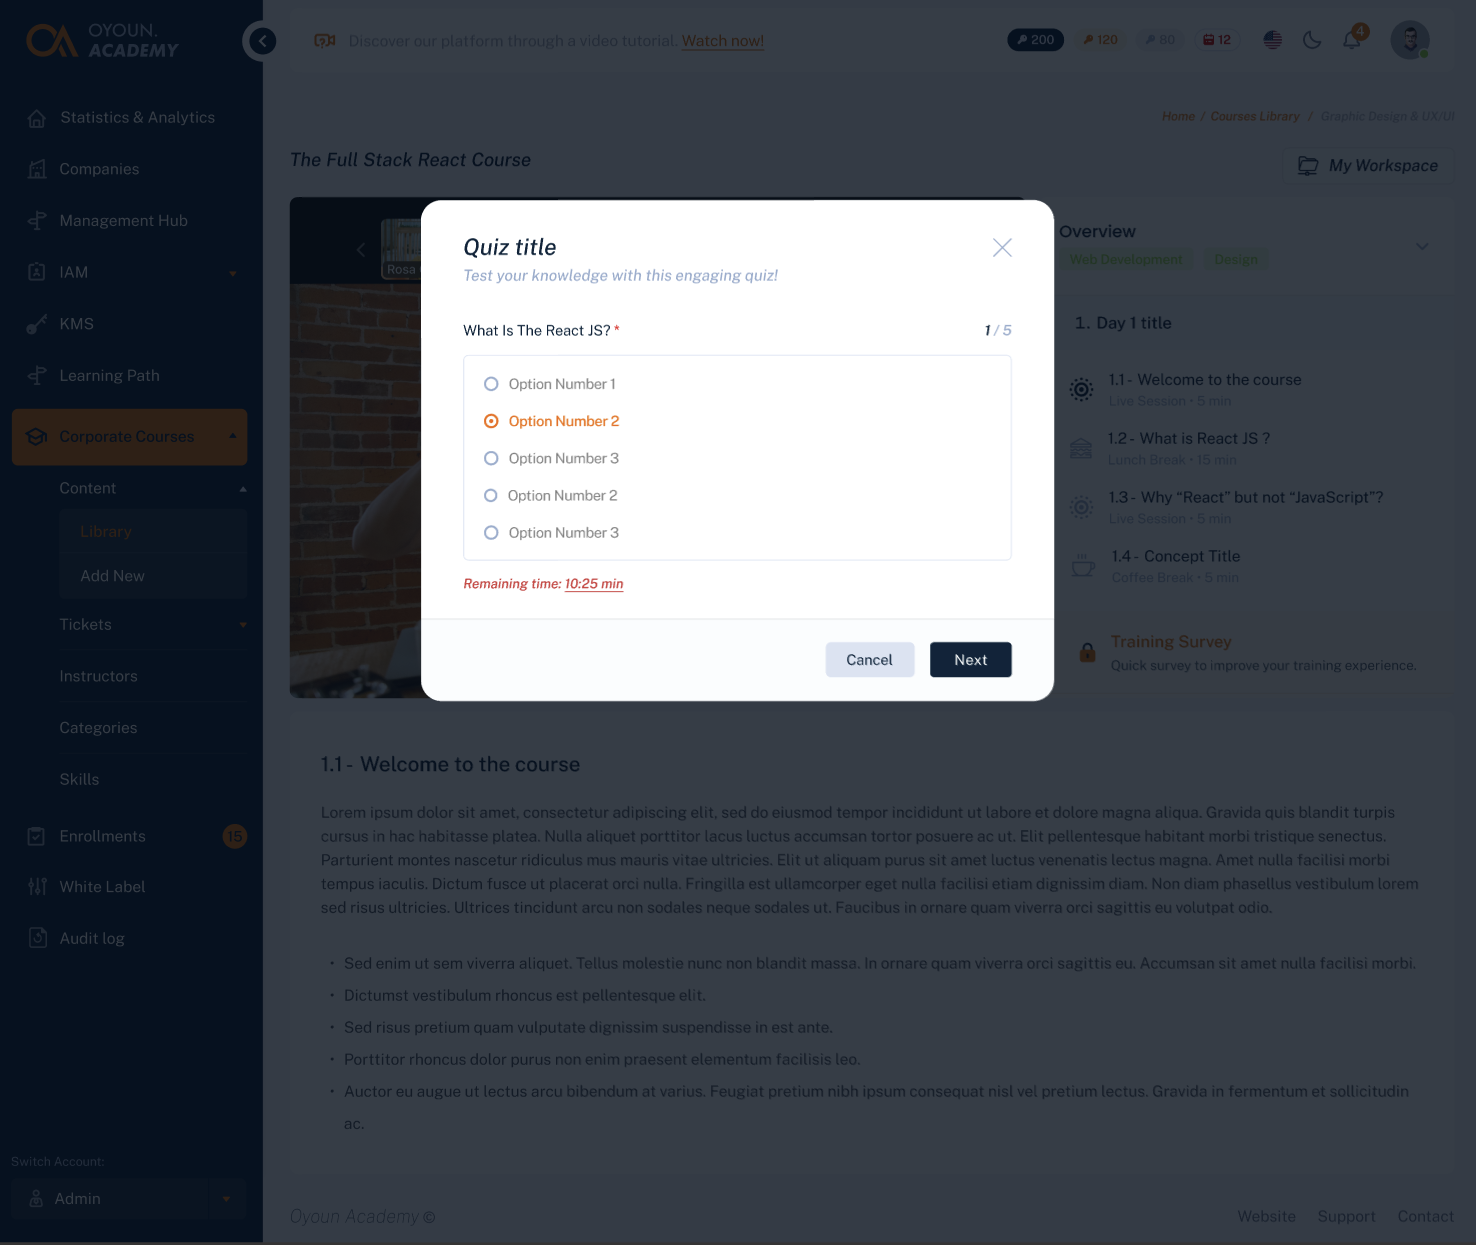 OYOUN.
ACADEMY
Discover our platform through a video tutorial. Watch now!
200
120
80
12
4
Statistics & Analytics
Companies
Management Hub
IAM
KMS
Learning Path
Corporate Courses
Content
Library
Add New
Tickets
Instructors
Categories
Skills
Enrollments
15
White Label
Audit log
Switch Account:
Admin
Home / Courses Library / Graphic Design & UX/UI
The Full Stack React Course
My Workspace
Rosa
Quiz title
Test your knowledge with this engaging quiz!
What Is The React JS? *
1 / 5
Option Number 1
Option Number 2
Option Number 3
Option Number 2
Option Number 3
Remaining time: 10:25 min
Cancel
Next
Overview
Web Development
Design
1. Day 1 title
1.1 - Welcome to the course
Live Session • 5 min
1.2 - What is React JS ?
Lunch Break • 15 min
1.3 - Why “React” but not “JavaScript”?
Live Session • 5 min
1.4 - Concept Title
Coffee Break • 5 min
Training Survey
Quick survey to improve your training experience.
1.1 - Welcome to the course
Lorem ipsum dolor sit amet, consectetur adipiscing elit, sed do eiusmod tempor incididunt ut labore et dolore magna aliqua. Gravida quis blandit turpis
cursus in hac habitasse platea. Nulla aliquet porttitor lacus luctus accumsan tortor posuere ac ut. Elit pellentesque habitant morbi tristique senectus.
Parturient montes nascetur ridiculus mus mauris vitae ultricies. Elit ut aliquam purus sit amet luctus venenatis lectus magna. Amet nulla facilisi morbi
tempus iaculis. Dictum fusce ut placerat orci nulla. Fringilla est ullamcorper eget nulla facilisi etiam dignissim diam. Non diam phasellus vestibulum lorem
sed risus ultricies. Ultrices tincidunt arcu non sodales neque sodales ut. Faucibus in ornare quam viverra orci sagittis eu volutpat odio.
• Sed enim ut sem viverra aliquet. Tellus molestie nunc non blandit massa. In ornare quam viverra orci sagittis eu. Accumsan sit amet nulla facilisi morbi.
• Dictumst vestibulum rhoncus est pellentesque elit.
• Sed risus pretium quam vulputate dignissim suspendisse in est ante.
• Porttitor rhoncus dolor purus non enim praesent elementum facilisis leo.
• Auctor eu augue ut lectus arcu bibendum at varius. Feugiat pretium nibh ipsum consequat nisl vel pretium lectus. Gravida in fermentum et sollicitudin
ac.
Oyoun Academy ©
Website
Support
Contact